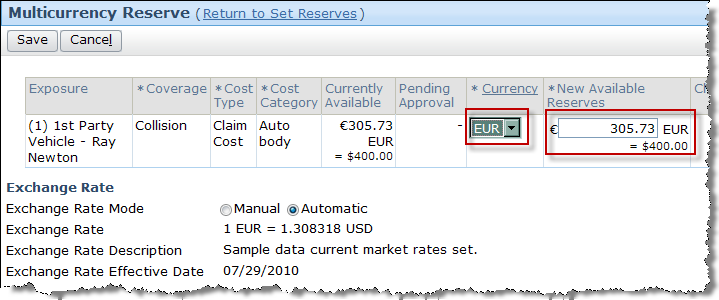 Multicurrency Reserve (Return to Set Reserves)
Save Cancel
Exposure *Coverage *Cost Type *Cost Category Currently Available Pending Approval * Currency *New Available Reserves
(1) 1st Party Vehicle - Ray Newton Collision Claim Cost Auto body €305.73 EUR = $400.00 - EUR € 305.73 EUR = $400.00
Exchange Rate
Exchange Rate Mode Manual Automatic
Exchange Rate 1 EUR = 1.308318 USD
Exchange Rate Description Sample data current market rates set.
Exchange Rate Effective Date 07/29/2010